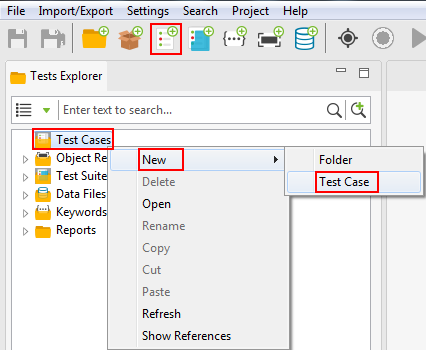 File Import/Export Settings Search Project Help
Tests Explorer
Enter text to search...
Test Cases
Object Re
Test Suite
Data Files
Keywords
Reports
New
Delete
Open
Rename
Copy
Cut
Paste
Refresh
Show References
Folder
Test Case